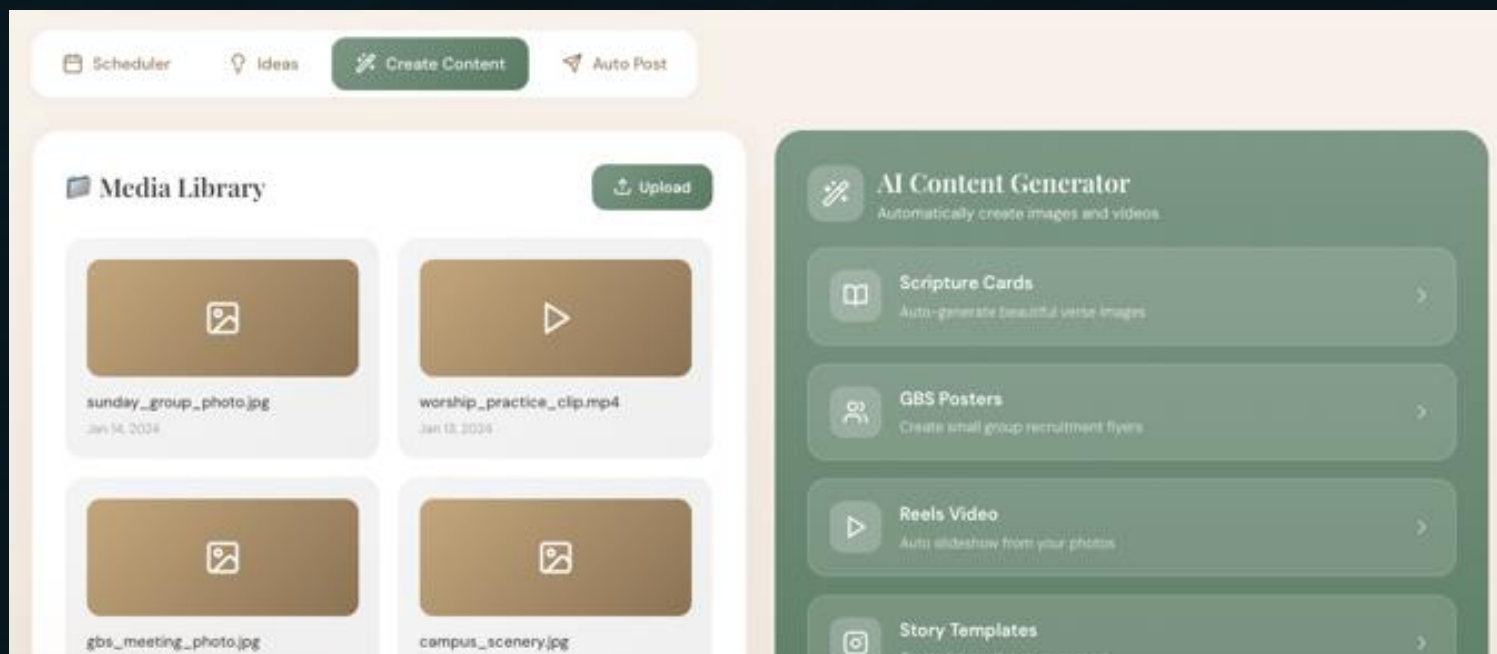 Scheduler
Ideas
Create Content
Auto Post
Media Library
Upload
sunday_group_photo.jpg
Jan 14, 2024
worship_practice_clip.mp4
Jan 13, 2024
gbs_meeting_photo.jpg
campus_scenery.jpg
AI Content Generator
Automatically create images and videos
Scripture Cards
Auto-generate beautiful verse images
GBS Posters
Create small group recruitment flyers
Reels Video
Auto slideshow from your photos
Story Templates